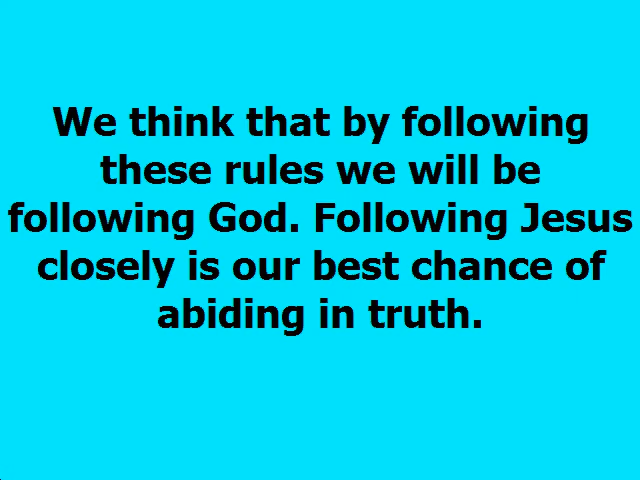 We think that by following
these rules we will be
following God. Following Jesus
closely is our best chance of
abiding in truth.